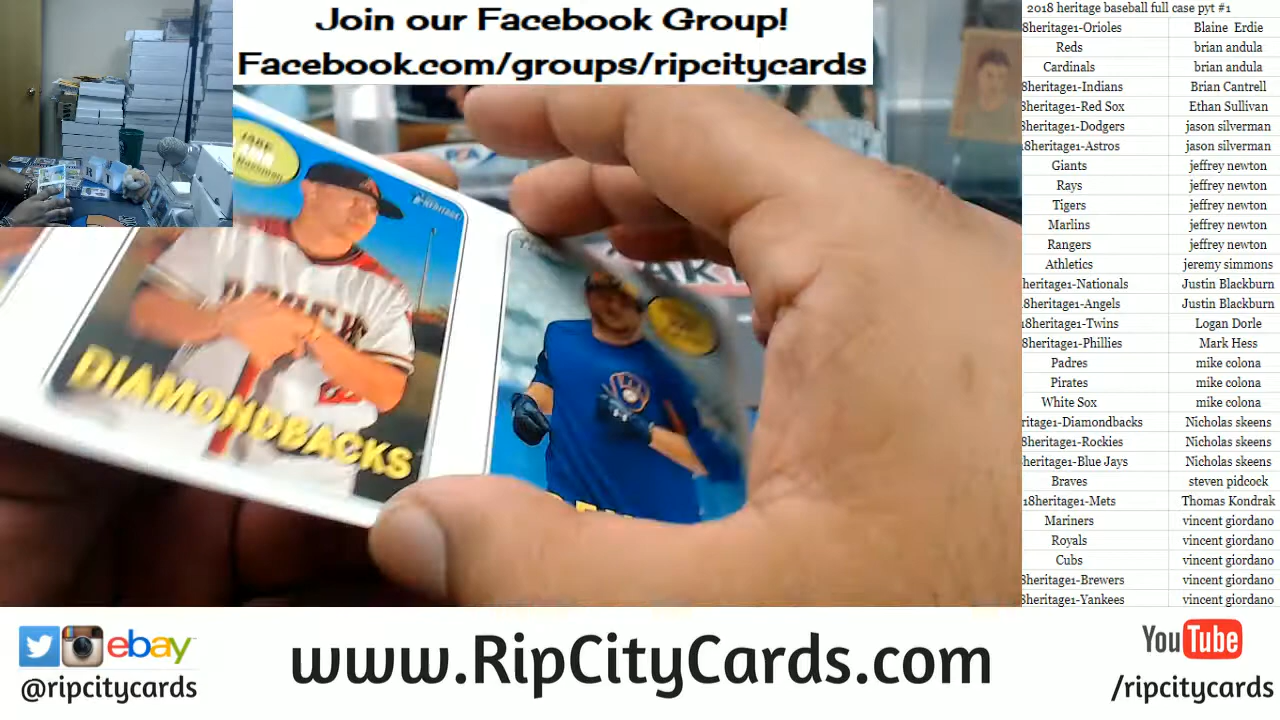 Join our Facebook Group!
Facebook.com/groups/ripcitycards
2018 heritage baseball full case pyt #1
8heritage1-Orioles Blaine Erdie
Reds brian andula
Cardinals brian andula
8heritage1-Indians Brian Cantrell
8heritage1-Red Sox Ethan Sullivan
8heritage1-Dodgers jason silverman
18heritage1-Astros jason silverman
Giants jeffrey newton
Rays jeffrey newton
Tigers jeffrey newton
Marlins jeffrey newton
Rangers jeffrey newton
Athletics jeremy simmons
heritage1-Nationals Justin Blackburn
18heritage1-Angels Justin Blackburn
18heritage1-Twins Logan Dorle
8heritage1-Phillies Mark Hess
Padres mike colona
Pirates mike colona
White Sox mike colona
ritage1-Diamondbacks Nicholas skeens
8heritage1-Rockies Nicholas skeens
heritage1-Blue Jays Nicholas skeens
Braves steven pidcock
18heritage1-Mets Thomas Kondrak
Mariners vincent giordano
Royals vincent giordano
Cubs vincent giordano
8heritage1-Brewers vincent giordano
8heritage1-Yankees vincent giordano
JAKE
LAMB
HERITAGE
DIAMONDBACKS
ebay
@ripcitycards
www.RipCityCards.com
YouTube
/ripcitycards